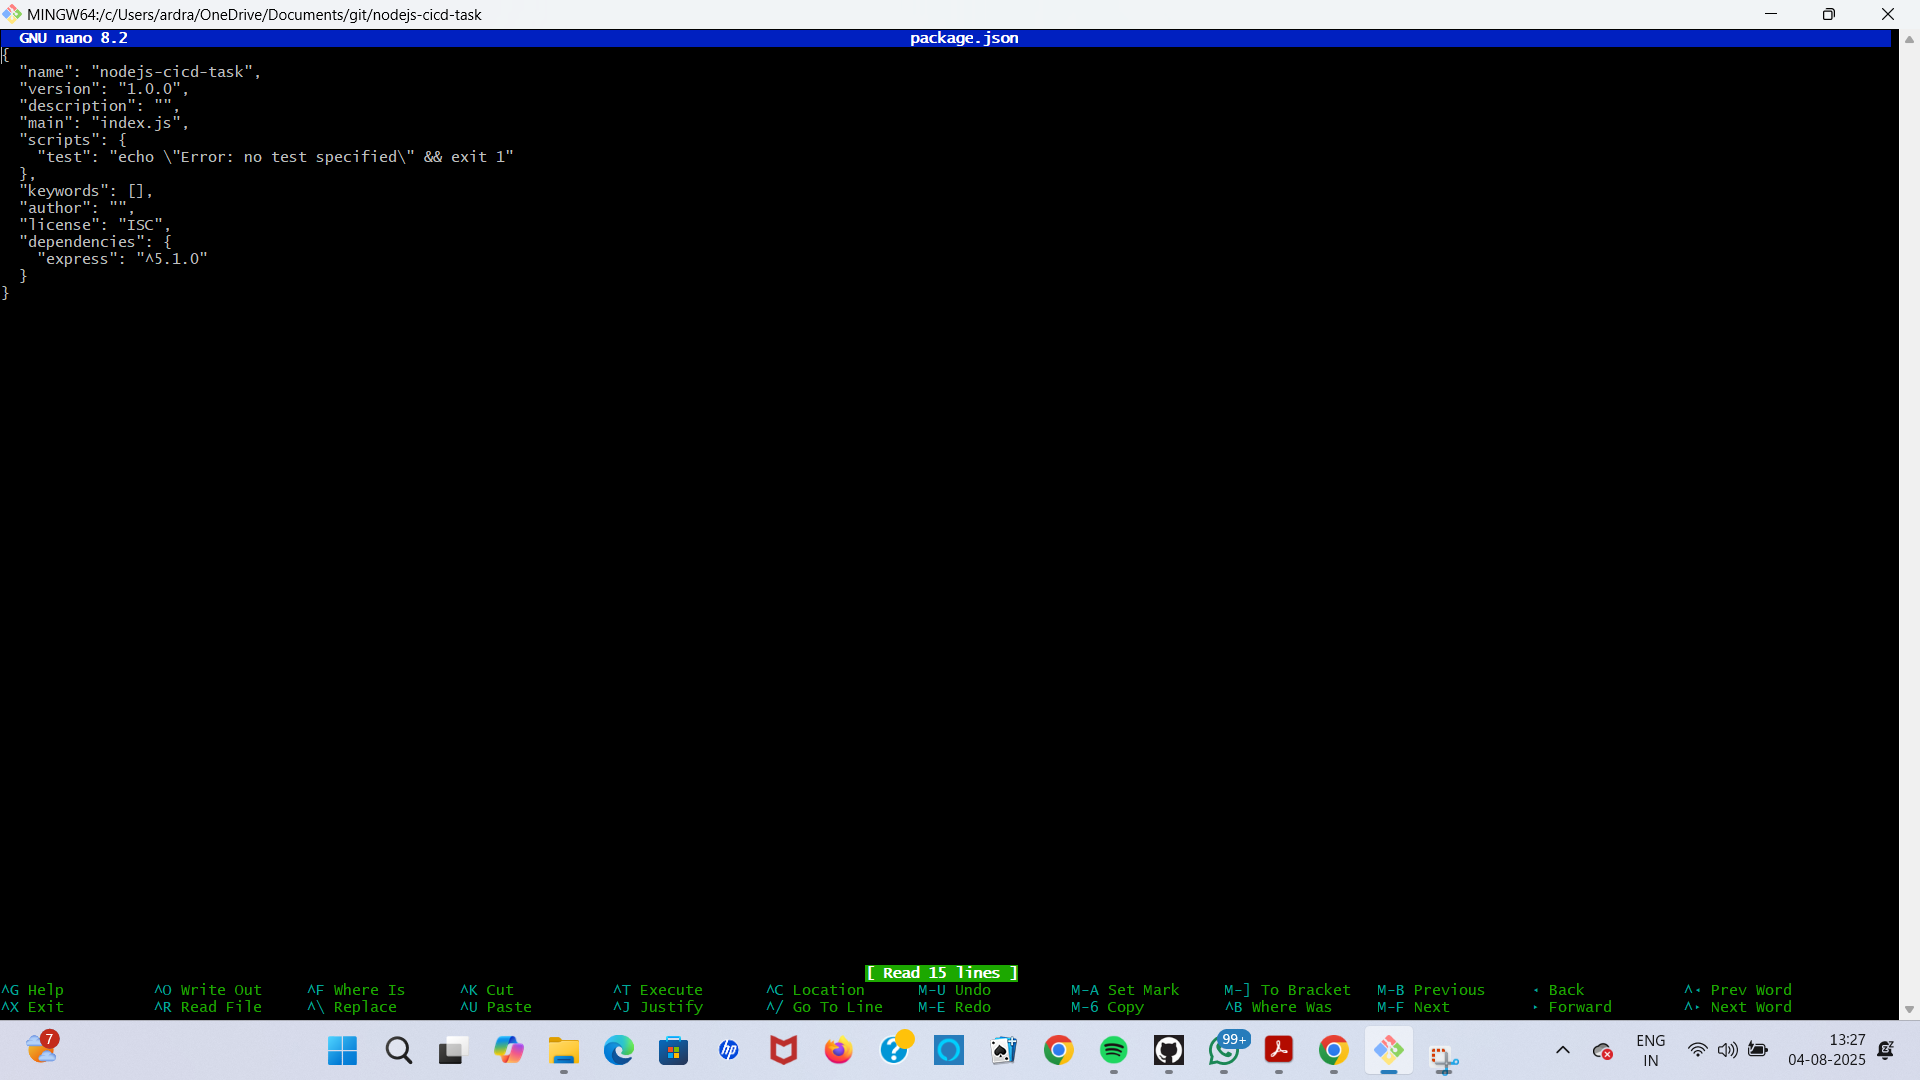 MINGW64:/c/Users/ardra/OneDrive/Documents/git/nodejs-cicd-task
GNU nano 8.2 package.json
{
  "name": "nodejs-cicd-task",
  "version": "1.0.0",
  "description": "",
  "main": "index.js",
  "scripts": {
    "test": "echo \"Error: no test specified\" && exit 1"
  },
  "keywords": [],
  "author": "",
  "license": "ISC",
  "dependencies": {
    "express": "^5.1.0"
  }
}
[ Read 15 lines ]
^G Help ^O Write Out ^F Where Is ^K Cut ^T Execute ^C Location M-U Undo M-A Set Mark M-] To Bracket M-B Previous ◂ Back ^◂ Prev Word
^X Exit ^R Read File ^\ Replace ^U Paste ^J Justify ^/ Go To Line M-E Redo M-6 Copy ^B Where Was M-F Next ▸ Forward ^▸ Next Word
7 hp 99+ ENG 13:27
IN 04-08-2025